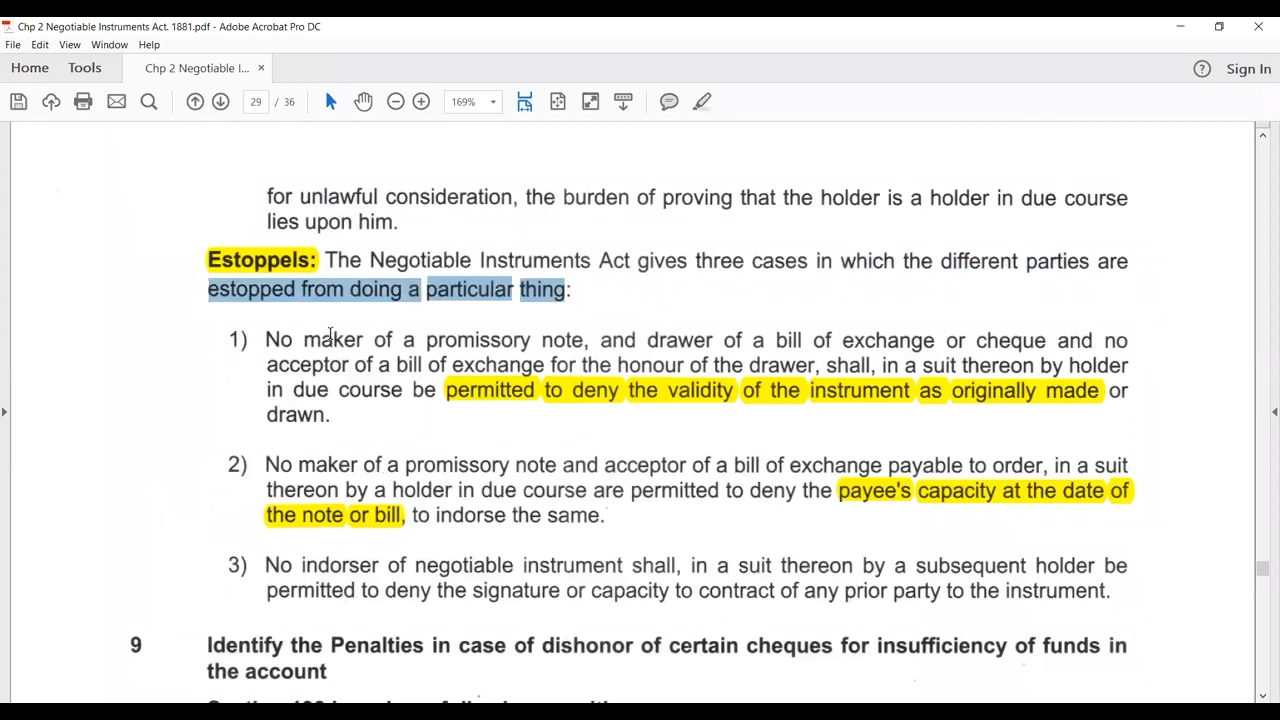 Chp 2 Negotiable Instruments Act. 1881.pdf - Adobe Acrobat Pro DC
File Edit View Window Help
Home Tools Chp 2 Negotiable I... × ? Sign In
29 / 36 169%
for unlawful consideration, the burden of proving that the holder is a holder in due course
lies upon him.
Estoppels: The Negotiable Instruments Act gives three cases in which the different parties are
estopped from doing a particular thing:
1) No maker of a promissory note, and drawer of a bill of exchange or cheque and no
acceptor of a bill of exchange for the honour of the drawer, shall, in a suit thereon by holder
in due course be permitted to deny the validity of the instrument as originally made or
drawn.
2) No maker of a promissory note and acceptor of a bill of exchange payable to order, in a suit
thereon by a holder in due course are permitted to deny the payee's capacity at the date of
the note or bill, to indorse the same.
3) No indorser of negotiable instrument shall, in a suit thereon by a subsequent holder be
permitted to deny the signature or capacity to contract of any prior party to the instrument.
9 Identify the Penalties in case of dishonor of certain cheques for insufficiency of funds in
the account